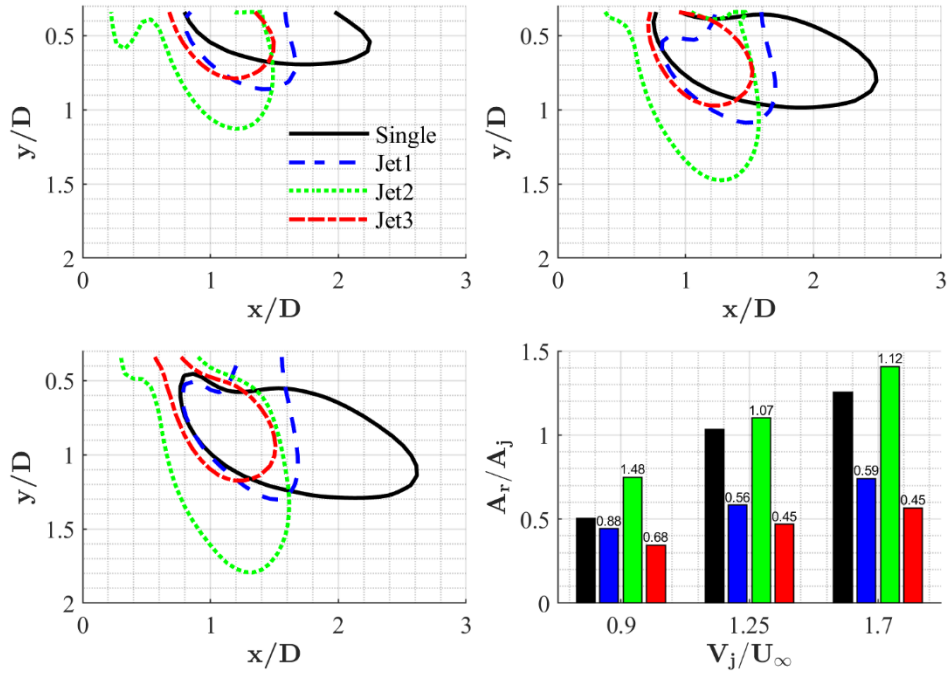 0.5
1
1.5
2
0 1 2 3
y/D
x/D
Single
Jet1
Jet2
Jet3
0.5
1
1.5
2
0 1 2 3
y/D
x/D
0.5
1
1.5
2
0 1 2 3
y/D
x/D
1.5
1
0.5
0
A_r/A_j
0.88 1.48 0.68
0.56 1.07 0.45
0.59 1.12 0.45
0.9 1.25 1.7
V_j/U_∞